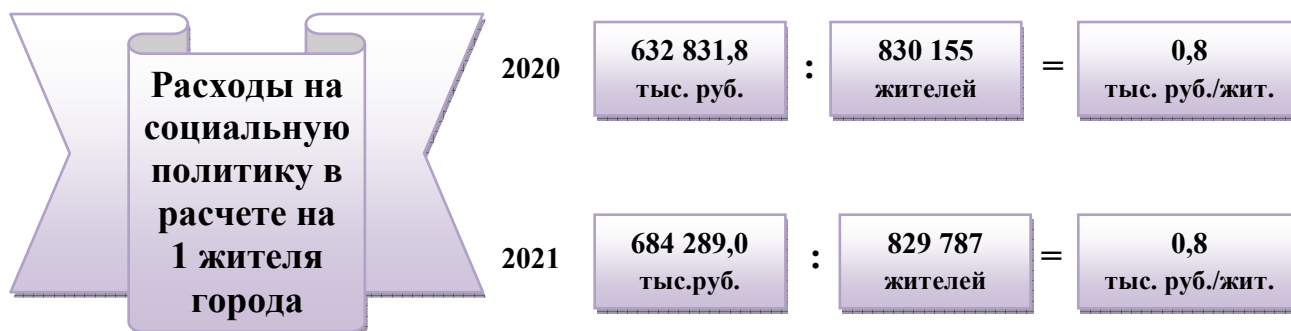 Расходы на
социальную
политику в
расчете на
1 жителя
города
2020
632 831,8
тыс. руб.
:
830 155
жителей
=
0,8
тыс. руб./жит.
2021
684 289,0
тыс.руб.
:
829 787
жителей
=
0,8
тыс. руб./жит.